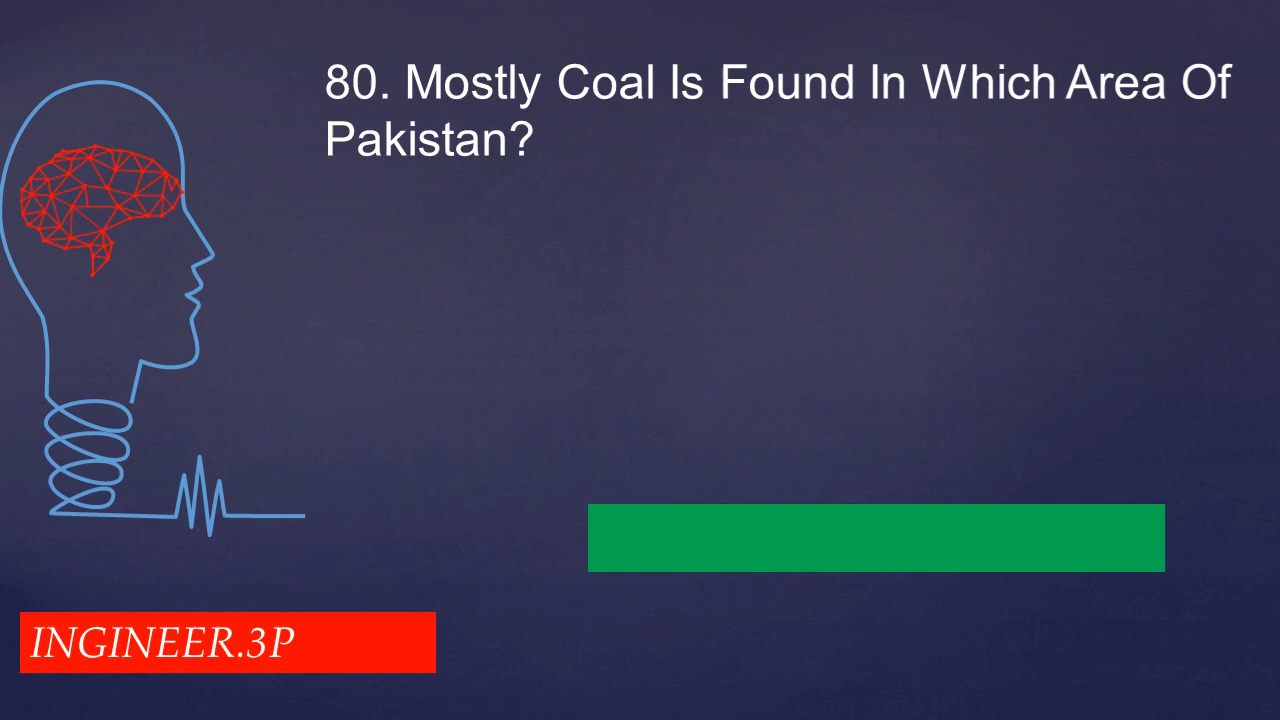 80. Mostly Coal Is Found In Which Area Of
Pakistan?
INGINEER.3P